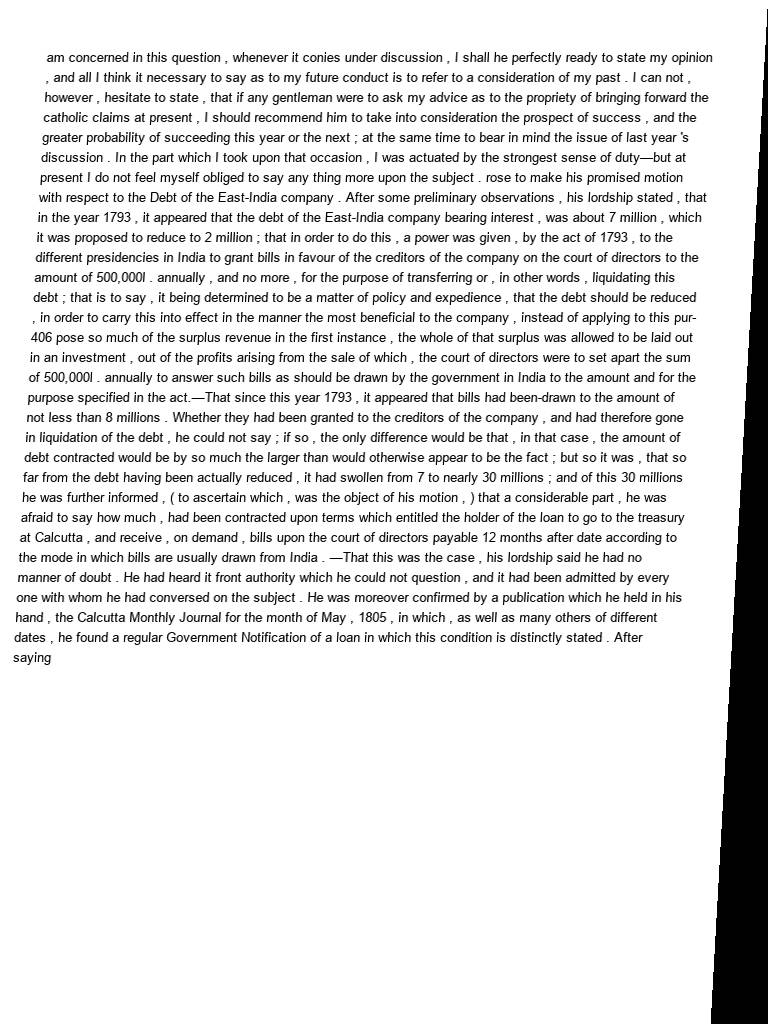 am concerned in this question , whenever it conies under discussion , I shall he perfectly ready to state my opinion
, and all I think it necessary to say as to my future conduct is to refer to a consideration of my past . I can not ,
however , hesitate to state , that if any gentleman were to ask my advice as to the propriety of bringing forward the
catholic claims at present , I should recommend him to take into consideration the prospect of success , and the
greater probability of succeeding this year or the next ; at the same time to bear in mind the issue of last year 's
discussion . In the part which I took upon that occasion , I was actuated by the strongest sense of duty—but at
present I do not feel myself obliged to say any thing more upon the subject . rose to make his promised motion
with respect to the Debt of the East-India company . After some preliminary observations , his lordship stated , that
in the year 1793 , it appeared that the debt of the East-India company bearing interest , was about 7 million , which
it was proposed to reduce to 2 million ; that in order to do this , a power was given , by the act of 1793 , to the
different presidencies in India to grant bills in favour of the creditors of the company on the court of directors to the
amount of 500,000l . annually , and no more , for the purpose of transferring or , in other words , liquidating this
debt ; that is to say , it being determined to be a matter of policy and expedience , that the debt should be reduced
, in order to carry this into effect in the manner the most beneficial to the company , instead of applying to this pur-
406 pose so much of the surplus revenue in the first instance , the whole of that surplus was allowed to be laid out
in an investment , out of the profits arising from the sale of which , the court of directors were to set apart the sum
of 500,000l . annually to answer such bills as should be drawn by the government in India to the amount and for the
purpose specified in the act.—That since this year 1793 , it appeared that bills had been-drawn to the amount of
not less than 8 millions . Whether they had been granted to the creditors of the company , and had therefore gone
in liquidation of the debt , he could not say ; if so , the only difference would be that , in that case , the amount of
debt contracted would be by so much the larger than would otherwise appear to be the fact ; but so it was , that so
far from the debt having been actually reduced , it had swollen from 7 to nearly 30 millions ; and of this 30 millions
he was further informed , ( to ascertain which , was the object of his motion , ) that a considerable part , he was
afraid to say how much , had been contracted upon terms which entitled the holder of the loan to go to the treasury
at Calcutta , and receive , on demand , bills upon the court of directors payable 12 months after date according to
the mode in which bills are usually drawn from India . —That this was the case , his lordship said he had no
manner of doubt . He had heard it front authority which he could not question , and it had been admitted by every
one with whom he had conversed on the subject . He was moreover confirmed by a publication which he held in his
hand , the Calcutta Monthly Journal for the month of May , 1805 , in which , as well as many others of different
dates , he found a regular Government Notification of a loan in which this condition is distinctly stated . After
saying